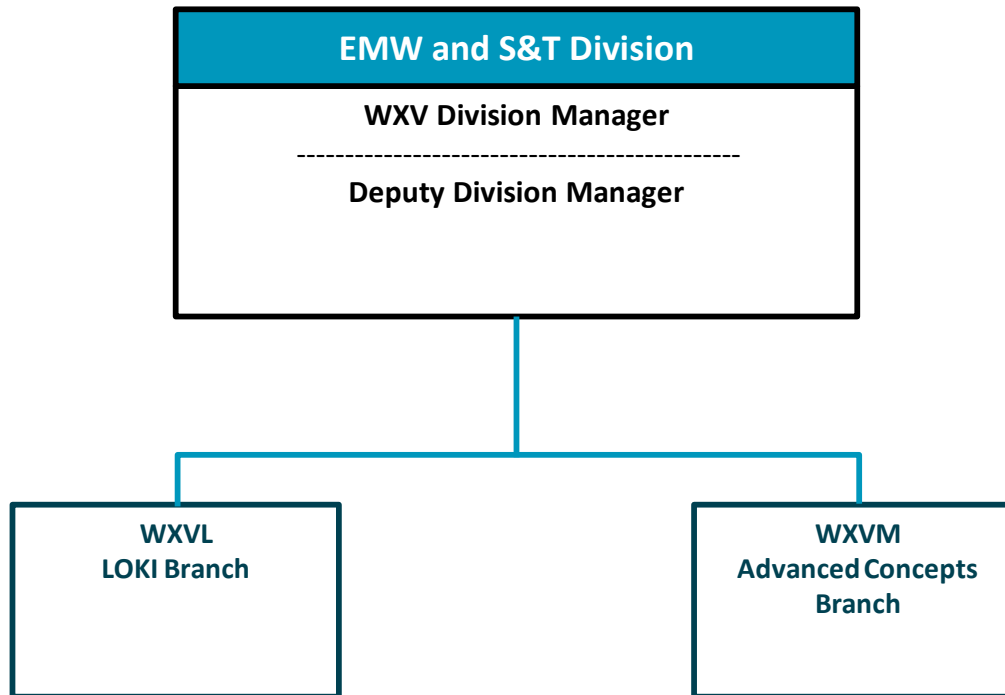 EMW and S&T Division
WXV Division Manager
----------------------------------------------
Deputy Division Manager
WXVL
LOKI Branch
WXVM
Advanced Concepts
Branch